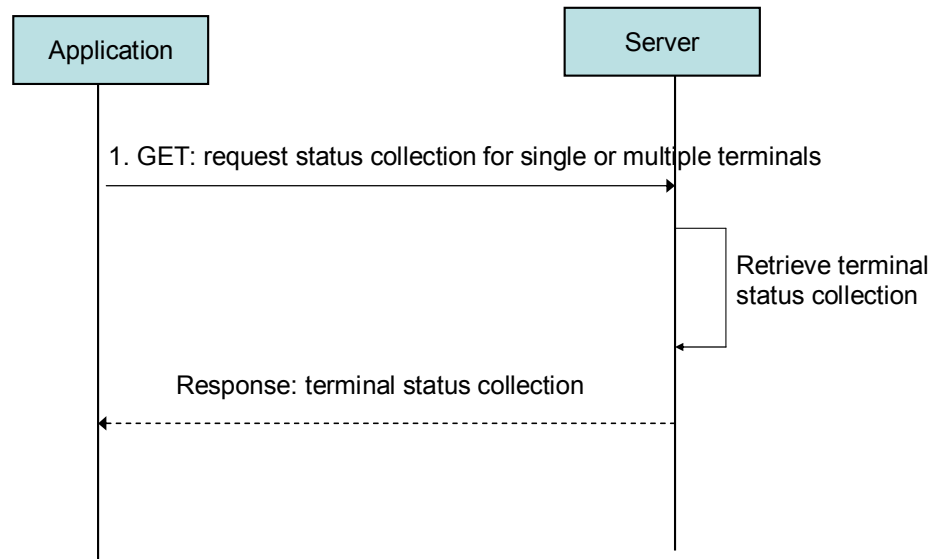 Application
Server
1. GET: request status collection for single or multiple terminals
Retrieve terminal
status collection
Response: terminal status collection